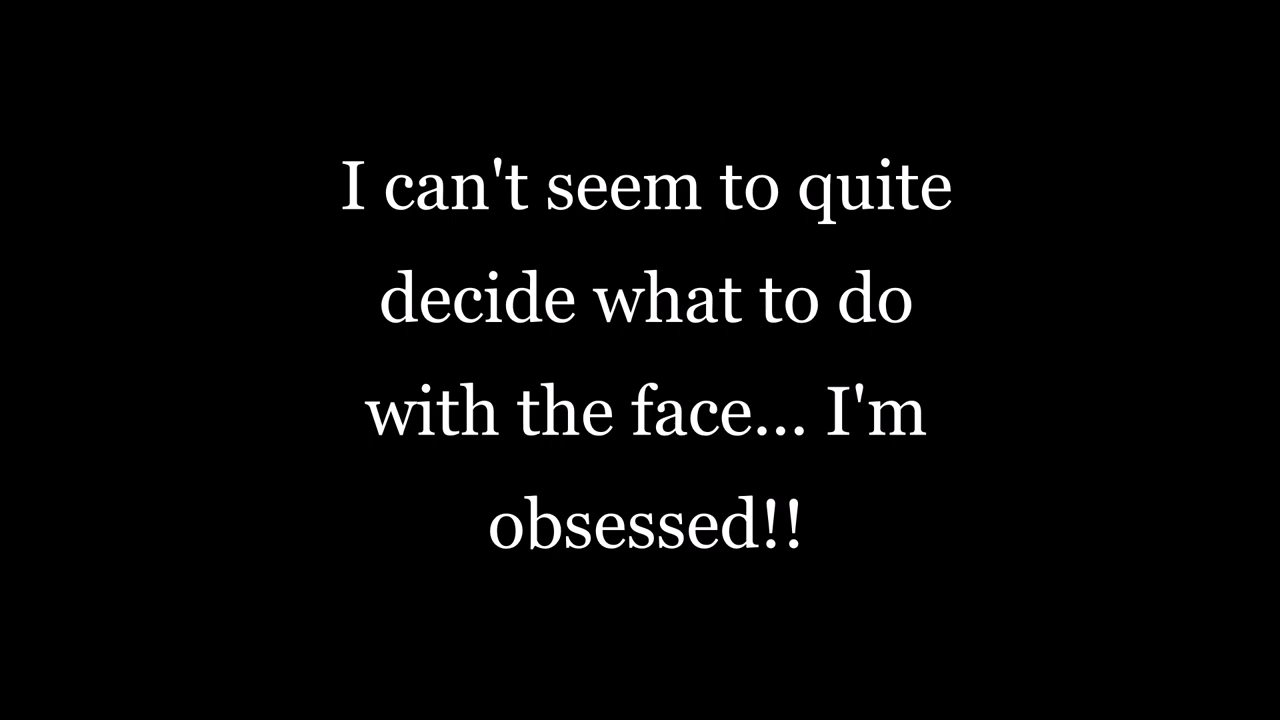 I can't seem to quite
decide what to do
with the face... I'm
obsessed!!